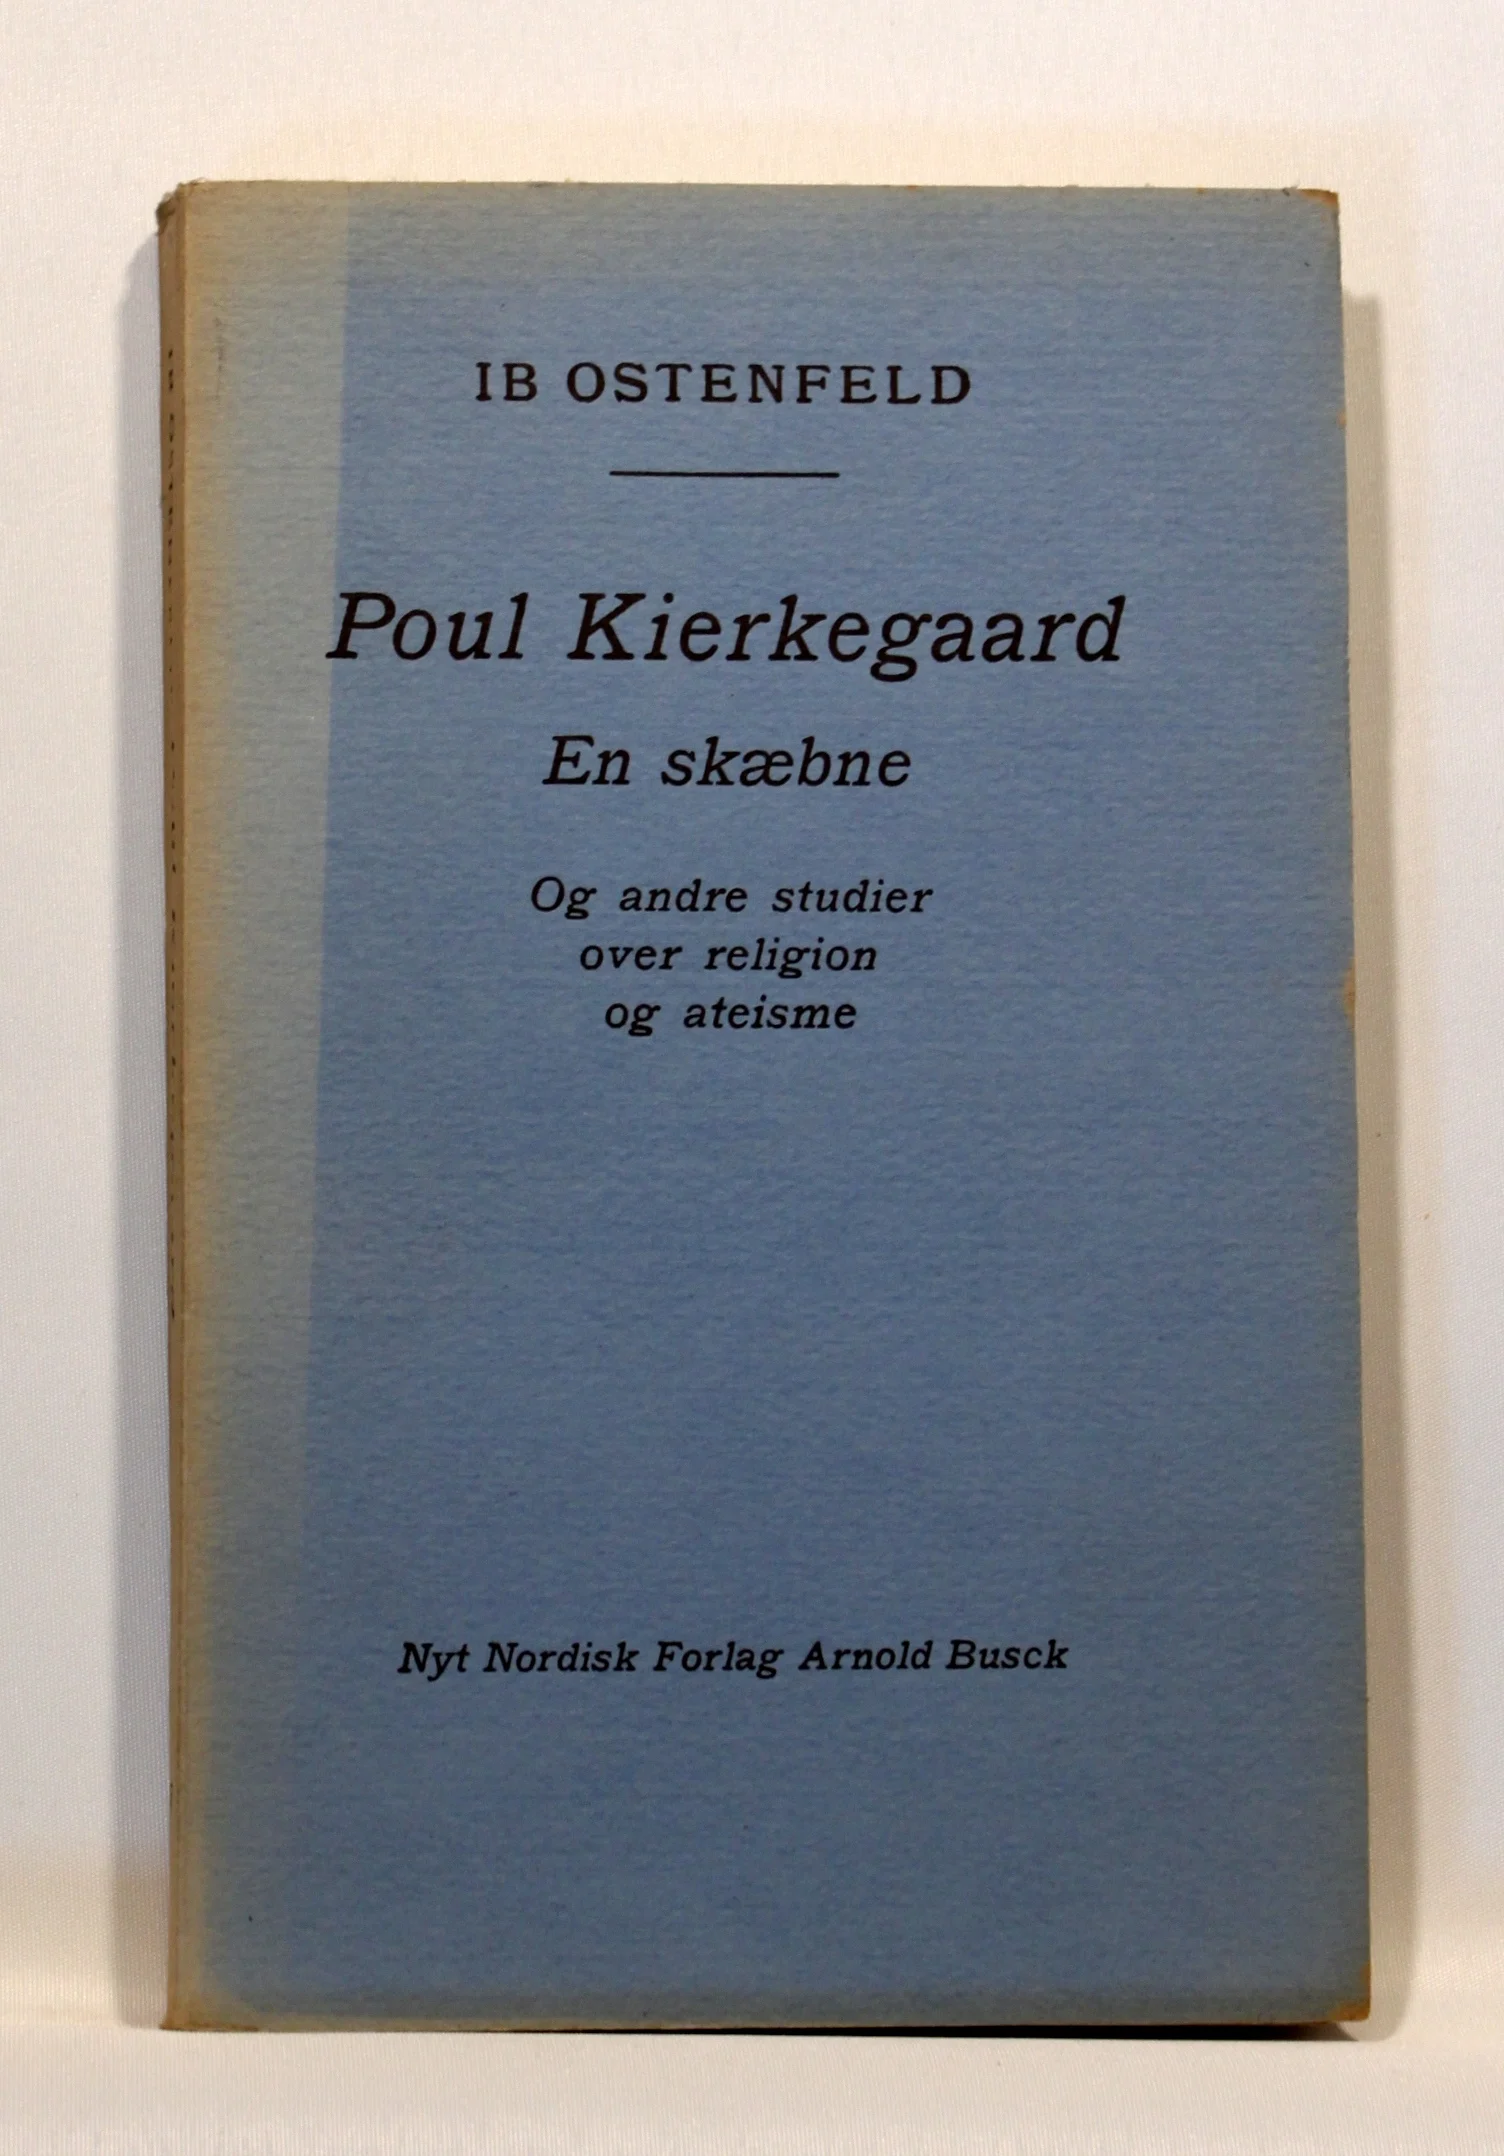 IB OSTENFELD
Poul Kierkegaard
En skæbne
Og andre studier
over religion
og ateisme
Nyt Nordisk Forlag Arnold Busck